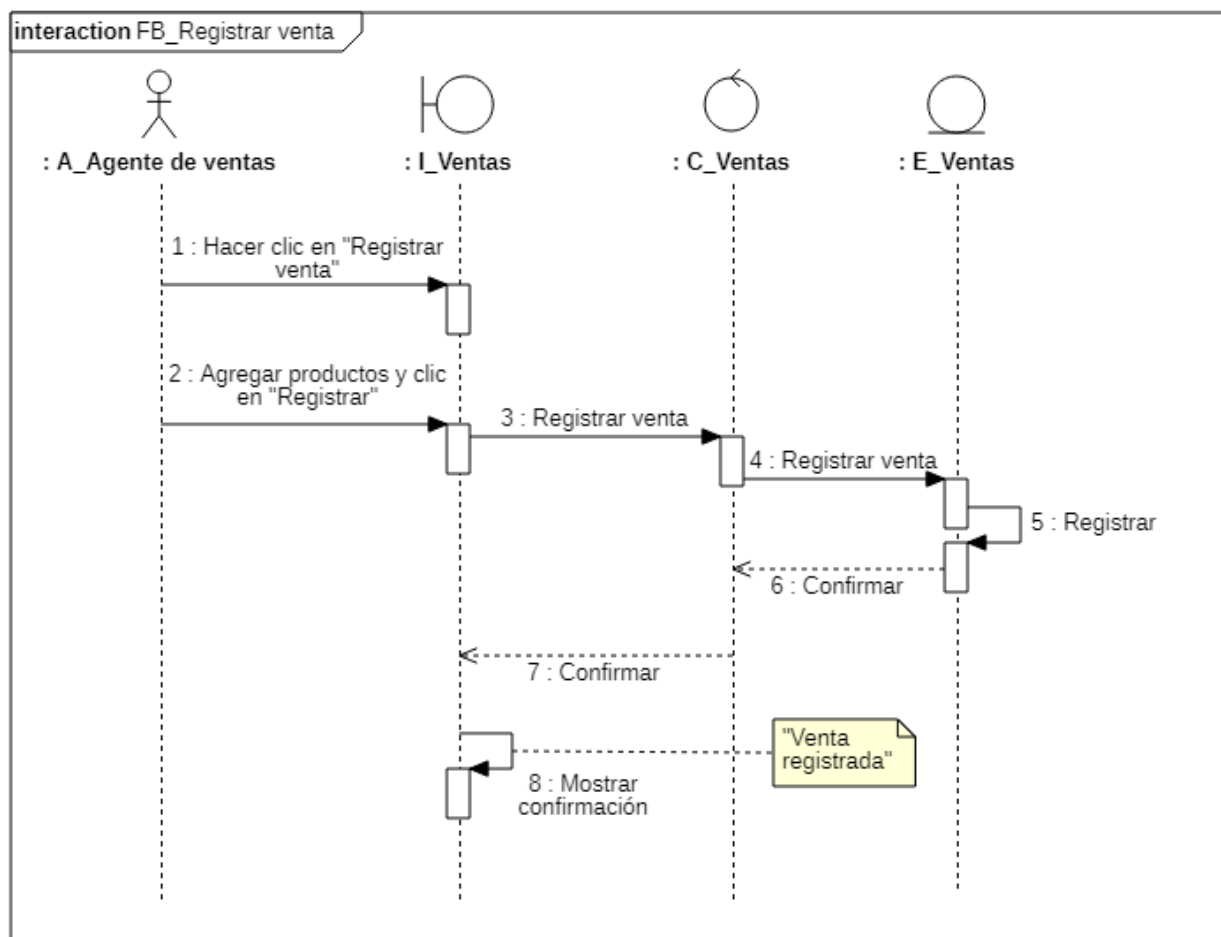 interaction FB_Registrar venta
: A_Agente de ventas
: I_Ventas
: C_Ventas
: E_Ventas
1 : Hacer clic en "Registrar
venta"
2 : Agregar productos y clic
en "Registrar"
3 : Registrar venta
4 : Registrar venta
5 : Registrar
6 : Confirmar
7 : Confirmar
"Venta
registrada"
8 : Mostrar
confirmación